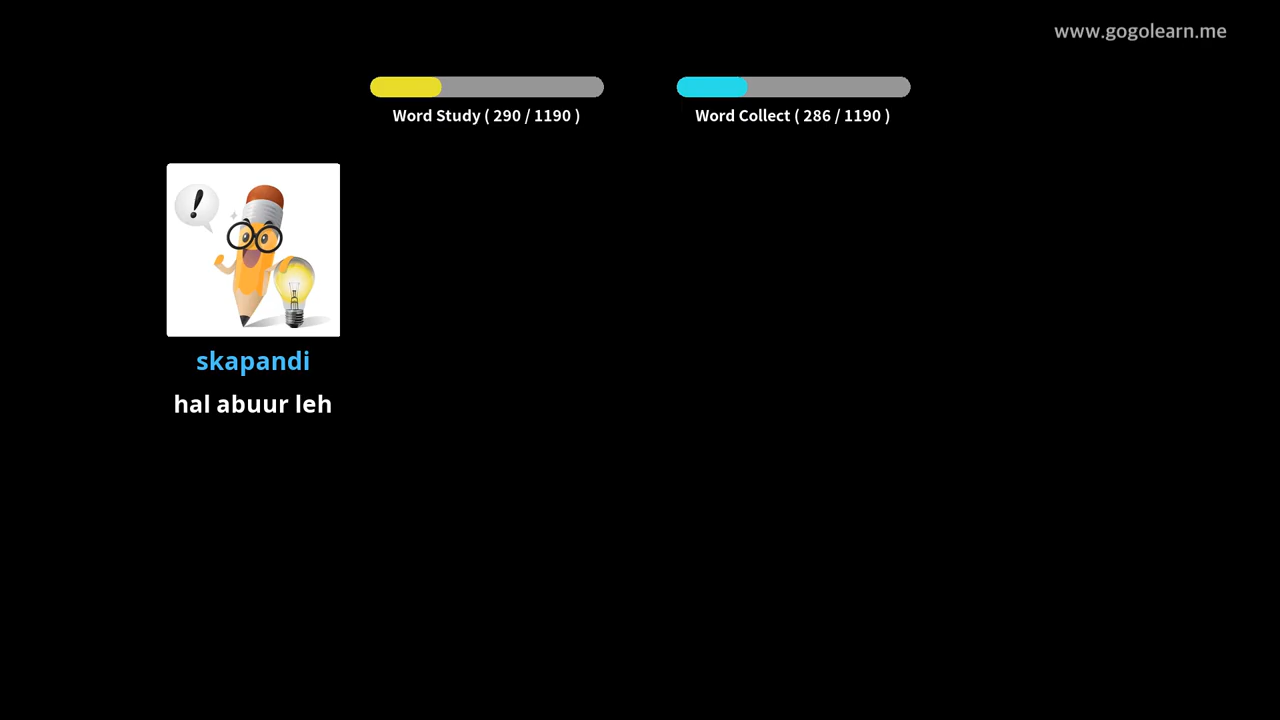 www.gogolearn.me
Word Study ( 290 / 1190 )
Word Collect ( 286 / 1190 )
!
skapandi
hal abuur leh